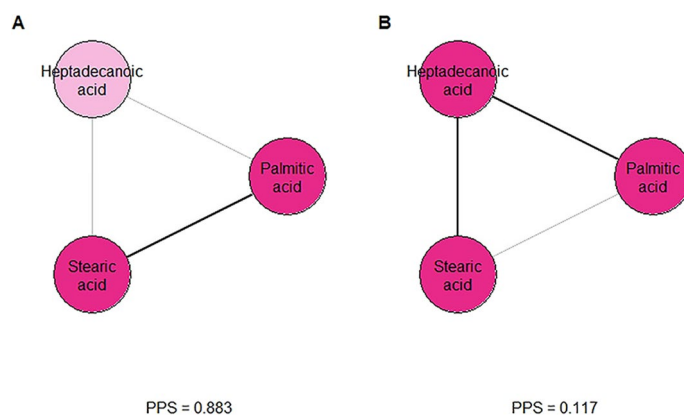 A
Heptadecanoic
acid
Palmitic
acid
Stearic
acid
PPS = 0.883
B
Heptadecanoic
acid
Palmitic
acid
Stearic
acid
PPS = 0.117